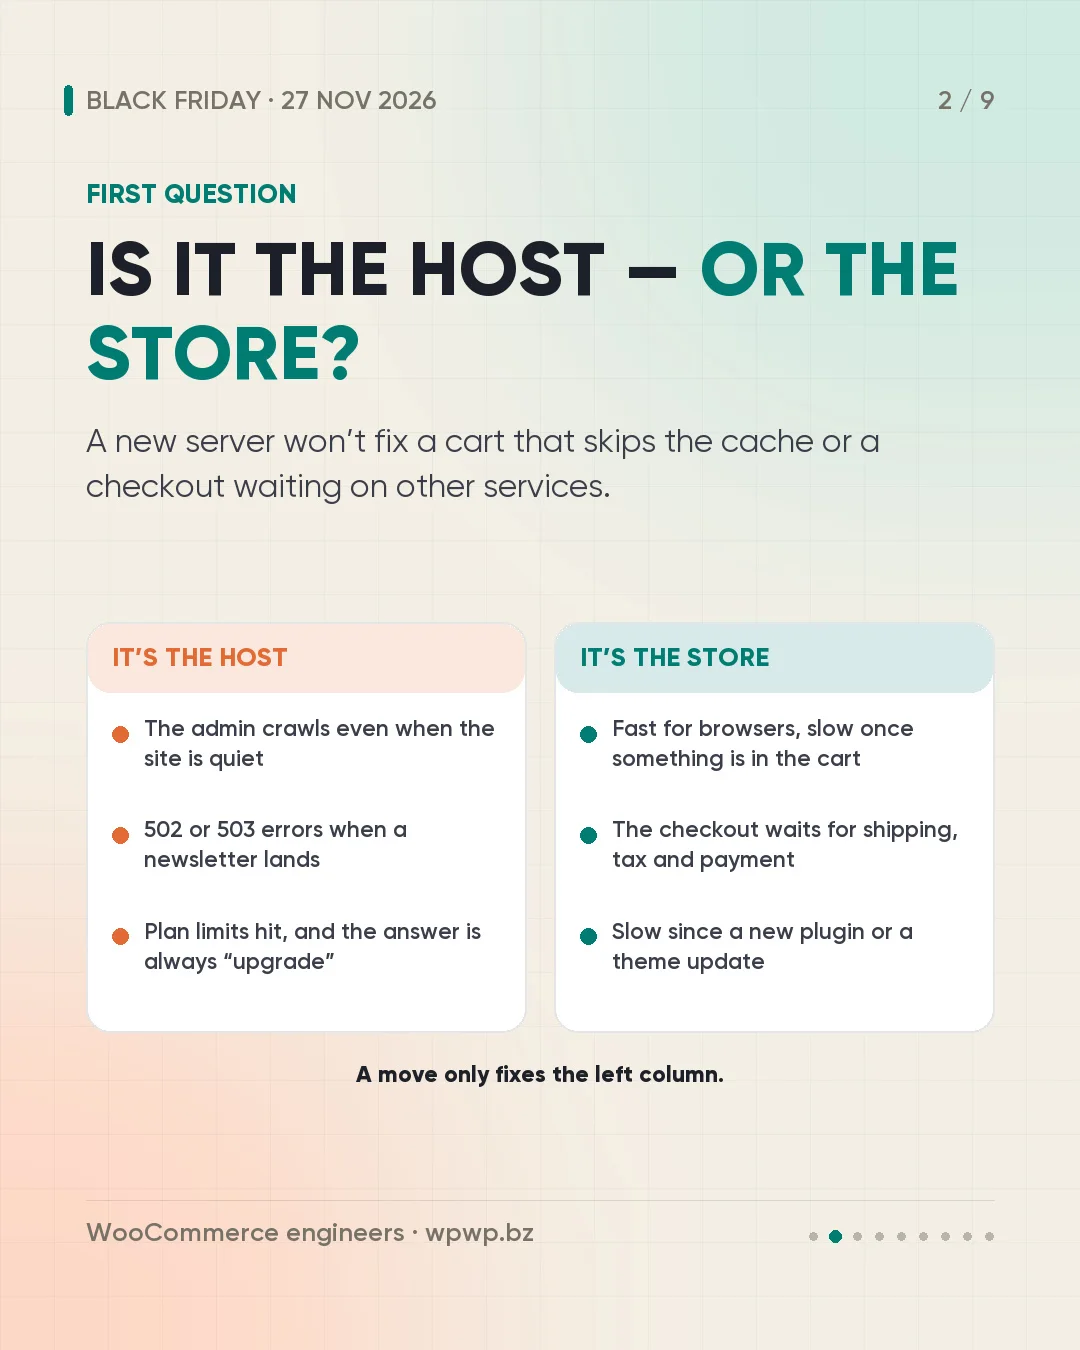 BLACK FRIDAY · 27 NOV 2026
2 / 9
FIRST QUESTION
IS IT THE HOST — OR THE
STORE?
A new server won’t fix a cart that skips the cache or a
checkout waiting on other services.
IT’S THE HOST
The admin crawls even when the
site is quiet
502 or 503 errors when a
newsletter lands
Plan limits hit, and the answer is
always “upgrade”
IT’S THE STORE
Fast for browsers, slow once
something is in the cart
The checkout waits for shipping,
tax and payment
Slow since a new plugin or a
theme update
A move only fixes the left column.
WooCommerce engineers · wpwp.bz